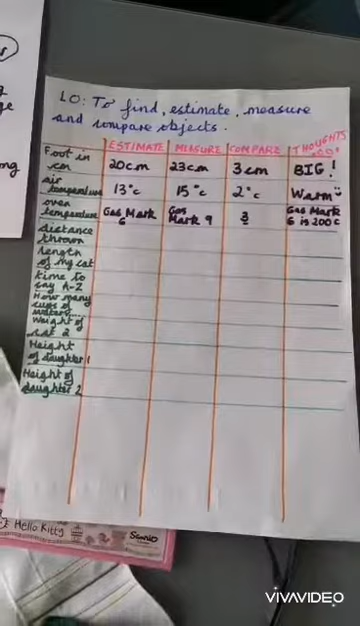 LO: To find, estimate, measure
and compare objects.
ESTIMATE MEASURE COMPARE THOUGHTS
Foot in cm 20cm 23cm 3cm BIG!
air temperature 13°c 15°c 2°c Warm
oven temperature Gas Mark 6 Gas Mark 9 3 Gas Mark 6 is 200c
distance thrown
length of my cat
time to say A-Z
How many cups of
Weight of cat 2
Height of daughter 1
Height of daughter 2
Hello Kitty
Sanrio
VIVAVIDEO